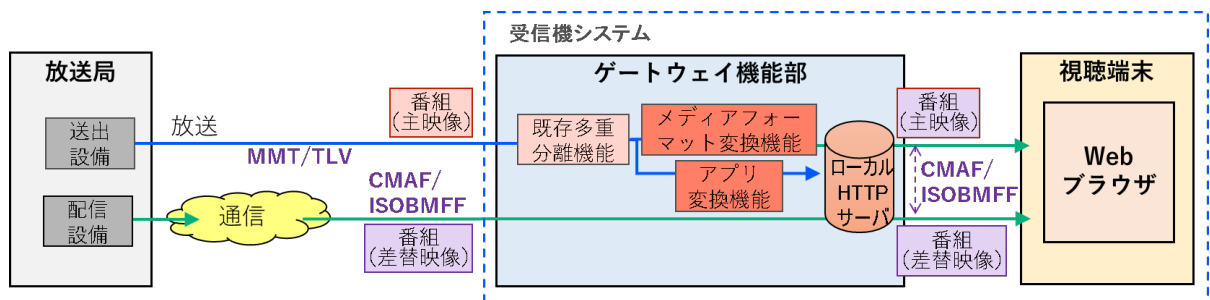 受信機システム
放送局
送出
設備
配信
設備
放送
MMT/TLV
番組
(主映像)
通信
CMAF/
ISOBMFF
番組
(差替映像)
ゲートウェイ機能部
既存多重
分離機能
メディアフォー
マット変換機能
アプリ
変換機能
ローカル
HTTP
サーバ
番組
(主映像)
CMAF/
ISOBMFF
番組
(差替映像)
視聴端末
Web
ブラウザ